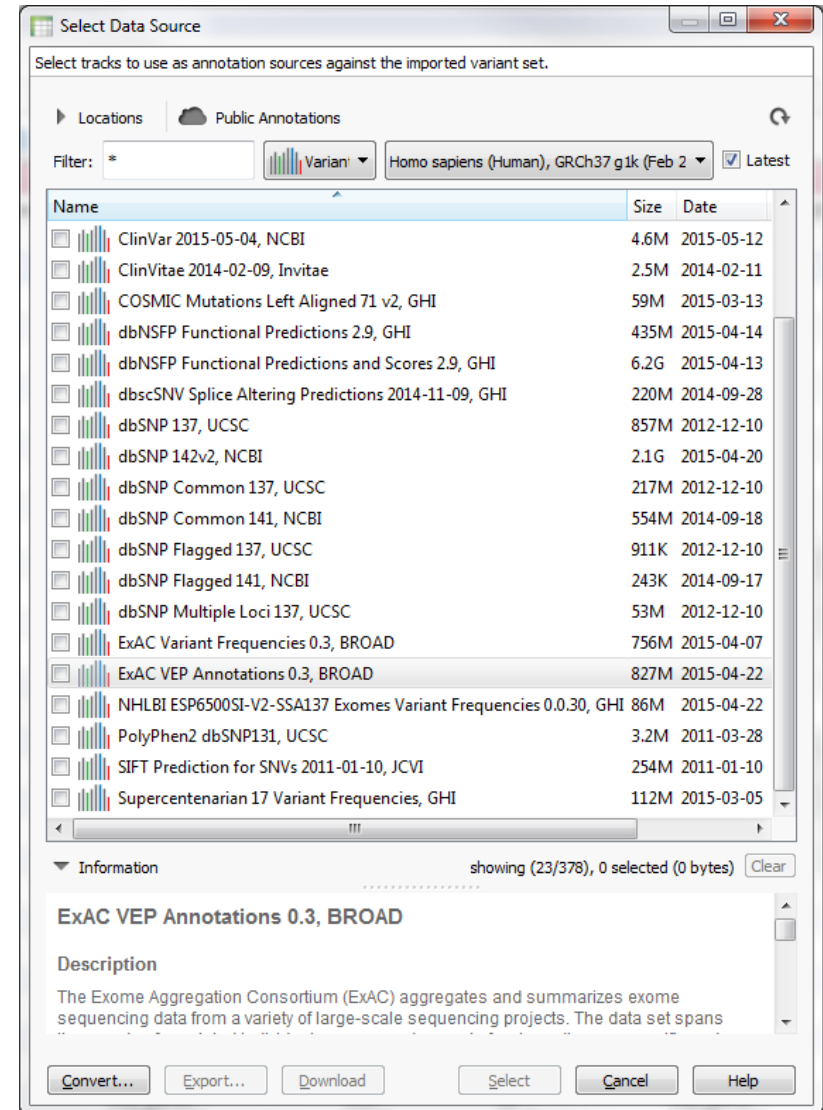 Select Data Source
Select tracks to use as annotation sources against the imported variant set.
Locations Public Annotations
Filter: * Varian Homo sapiens (Human), GRCh37 g1k (Feb 2 Latest
Name Size Date
ClinVar 2015-05-04, NCBI 4.6M 2015-05-12
ClinVitae 2014-02-09, Invitae 2.5M 2014-02-11
COSMIC Mutations Left Aligned 71 v2, GHI 59M 2015-03-13
dbNSFP Functional Predictions 2.9, GHI 435M 2015-04-14
dbNSFP Functional Predictions and Scores 2.9, GHI 6.2G 2015-04-13
dbscSNV Splice Altering Predictions 2014-11-09, GHI 220M 2014-09-28
dbSNP 137, UCSC 857M 2012-12-10
dbSNP 142v2, NCBI 2.1G 2015-04-20
dbSNP Common 137, UCSC 217M 2012-12-10
dbSNP Common 141, NCBI 554M 2014-09-18
dbSNP Flagged 137, UCSC 911K 2012-12-10
dbSNP Flagged 141, NCBI 243K 2014-09-17
dbSNP Multiple Loci 137, UCSC 53M 2012-12-10
ExAC Variant Frequencies 0.3, BROAD 756M 2015-04-07
ExAC VEP Annotations 0.3, BROAD 827M 2015-04-22
NHLBI ESP6500SI-V2-SSA137 Exomes Variant Frequencies 0.0.30, GHI 86M 2015-04-22
PolyPhen2 dbSNP131, UCSC 3.2M 2011-03-28
SIFT Prediction for SNVs 2011-01-10, JCVI 254M 2011-01-10
Supercentenarian 17 Variant Frequencies, GHI 112M 2015-03-05
Information showing (23/378), 0 selected (0 bytes) Clear
ExAC VEP Annotations 0.3, BROAD
Description
The Exome Aggregation Consortium (ExAC) aggregates and summarizes exome
sequencing data from a variety of large-scale sequencing projects. The data set spans
Convert... Export... Download Select Cancel Help